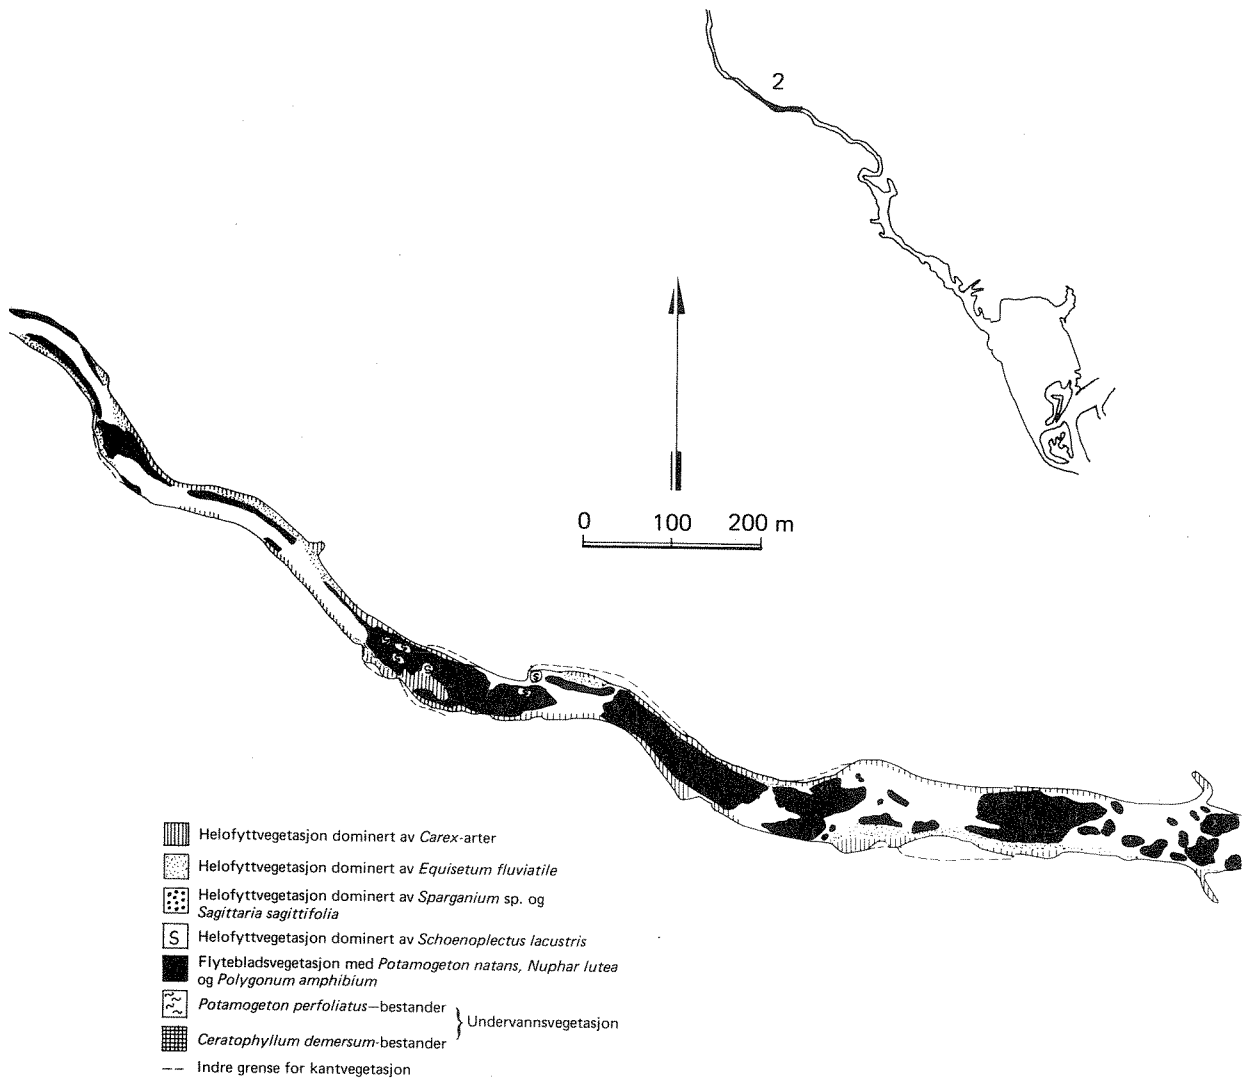 2
0 100 200 m
Helofyttvegetasjon dominert av Carex-arter
Helofyttvegetasjon dominert av Equisetum fluviatile
Helofyttvegetasjon dominert av Sparganium sp. og
Sagittaria sagittifolia
S Helofyttvegetasjon dominert av Schoenoplectus lacustris
Flytebladsvegetasjon med Potamogeton natans, Nuphar lutea
og Polygonum amphibium
Potamogeton perfoliatus—bestander
Undervannsvegetasjon
Ceratophyllum demersum-bestander
Indre grense for kantvegetasjon